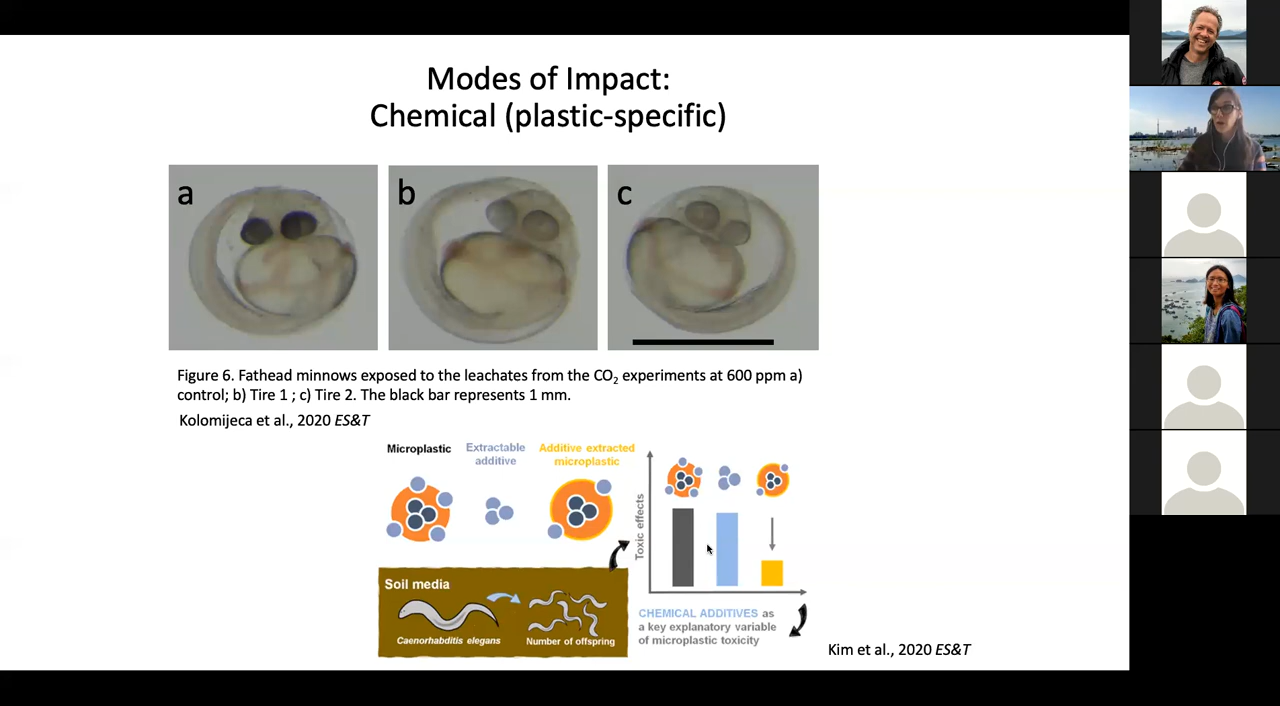 Modes of Impact:
Chemical (plastic-specific)
a
b
c
Figure 6. Fathead minnows exposed to the leachates from the CO₂ experiments at 600 ppm a)
control; b) Tire 1 ; c) Tire 2. The black bar represents 1 mm.
Kolomijeca et al., 2020 ES&T
Microplastic
Extractable
additive
Additive extracted
microplastic
Soil media
Caenorhabditis elegans
Number of offspring
Toxic effects
CHEMICAL ADDITIVES as
a key explanatory variable
of microplastic toxicity
Kim et al., 2020 ES&T